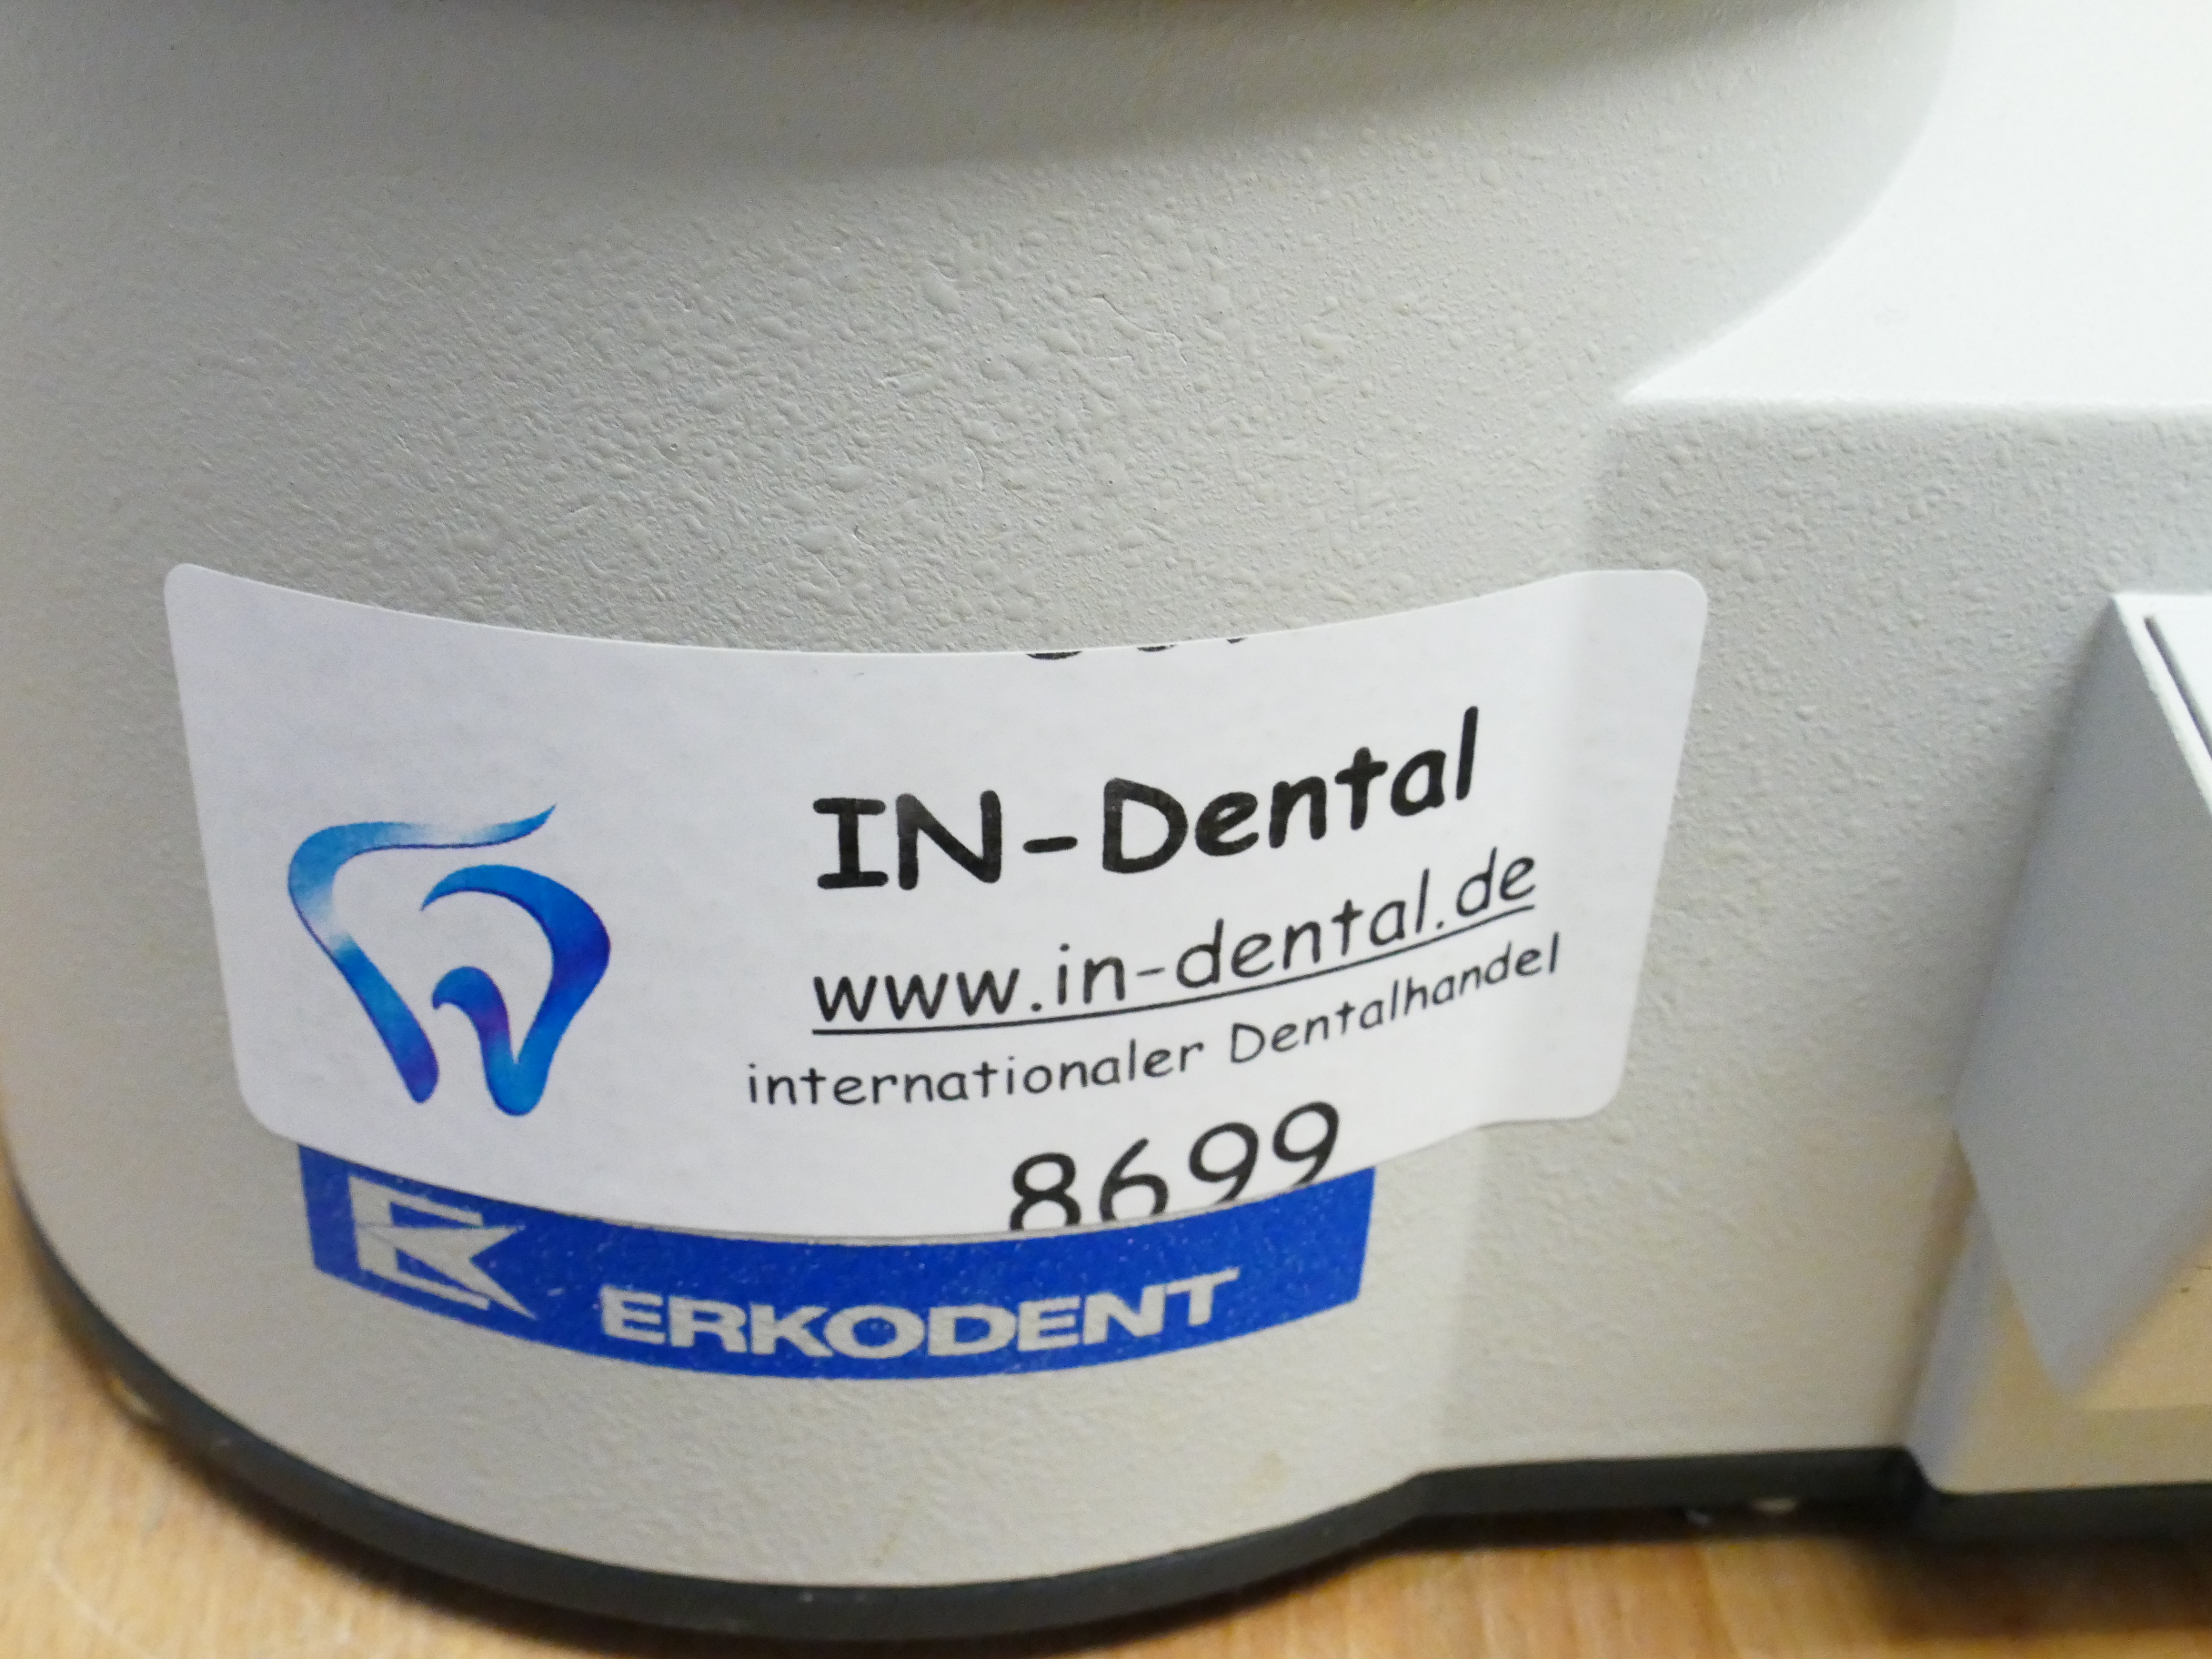 IN-Dental
www.in-dental.de
internationaler Dentalhandel
8699
ERKODENT